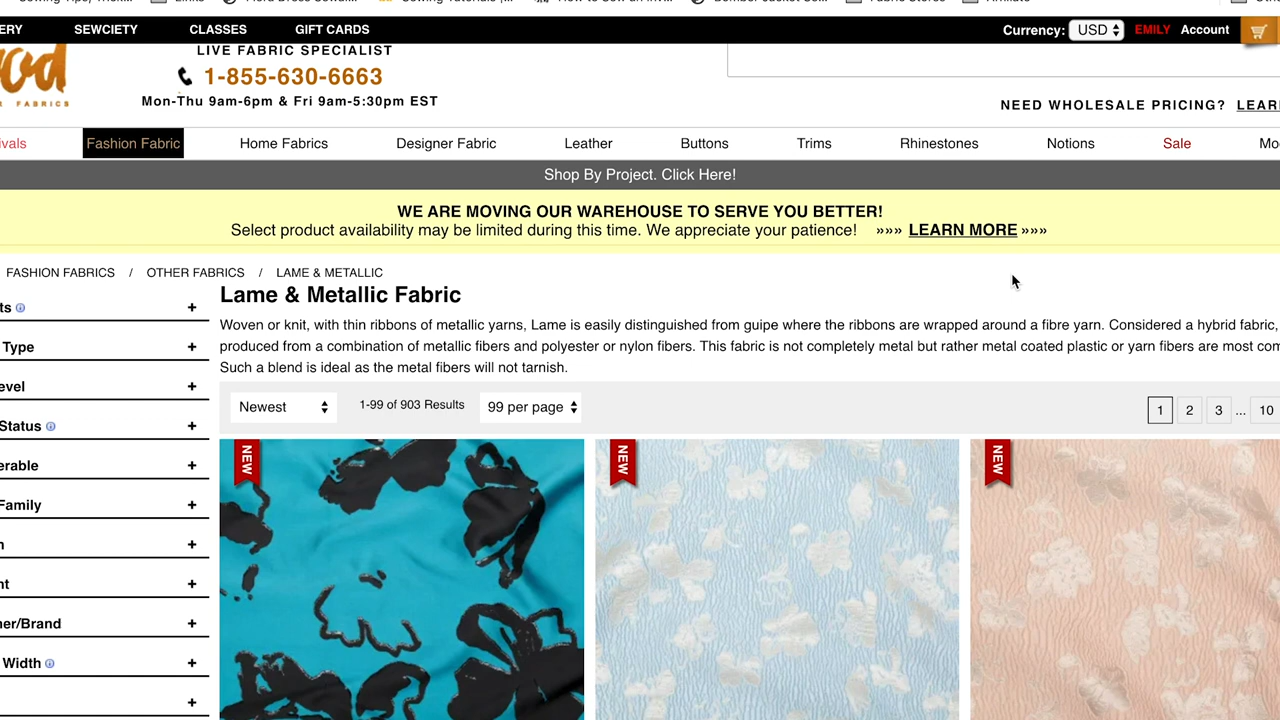 Links
ERY SEWCIETY CLASSES GIFT CARDS Currency: USD EMILY Account
LIVE FABRIC SPECIALIST
1-855-630-6663
Mon-Thu 9am-6pm & Fri 9am-5:30pm EST
ood
FABRICS
NEED WHOLESALE PRICING? LEAR
ivals Fashion Fabric Home Fabrics Designer Fabric Leather Buttons Trims Rhinestones Notions Sale Mo
Shop By Project. Click Here!
WE ARE MOVING OUR WAREHOUSE TO SERVE YOU BETTER!
Select product availability may be limited during this time. We appreciate your patience! »»» LEARN MORE »»»
FASHION FABRICS / OTHER FABRICS / LAME & METALLIC
Lame & Metallic Fabric
Woven or knit, with thin ribbons of metallic yarns, Lame is easily distinguished from guipe where the ribbons are wrapped around a fibre yarn. Considered a hybrid fabric,
produced from a combination of metallic fibers and polyester or nylon fibers. This fabric is not completely metal but rather metal coated plastic or yarn fibers are most com
Such a blend is ideal as the metal fibers will not tarnish.
Newest 1-99 of 903 Results 99 per page 1 2 3 ... 10
ts +
Type +
evel +
Status +
erable +
Family +
n +
nt +
ner/Brand +
Width +
+
NEW NEW NEW